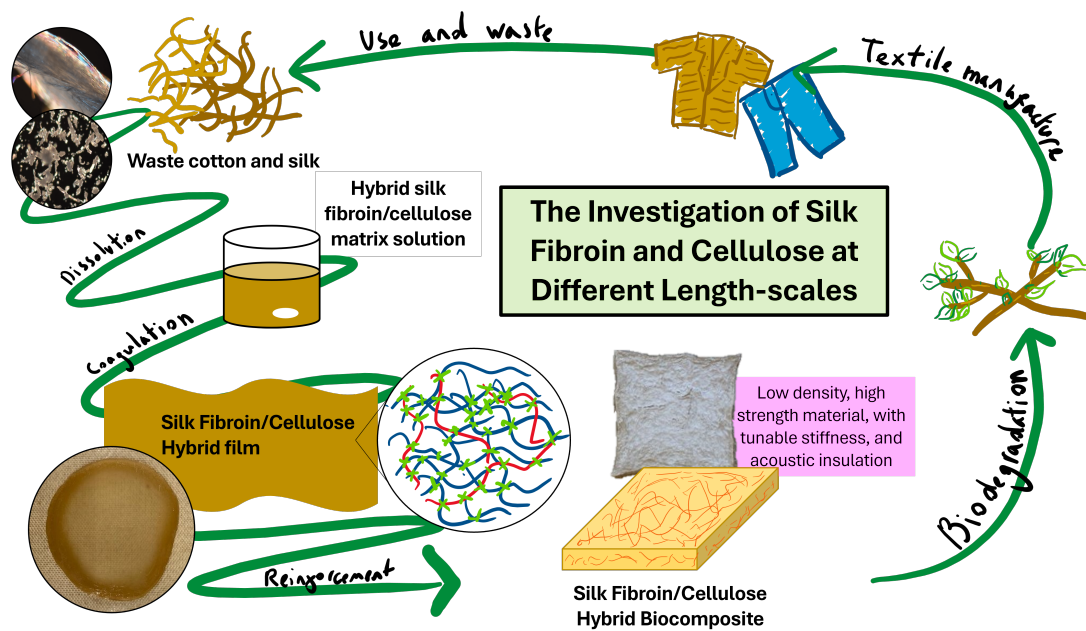 Use and waste
Textile manufacture
Waste cotton and silk
Hybrid silk
fibroin/cellulose
matrix solution
The Investigation of Silk
Fibroin and Cellulose at
Different Length-scales
Dissolution
Coagulation
Silk Fibroin/Cellulose
Hybrid film
Low density, high
strength material, with
tunable stiffness, and
acoustic insulation
Biodegradation
Reinforcement
Silk Fibroin/Cellulose
Hybrid Biocomposite